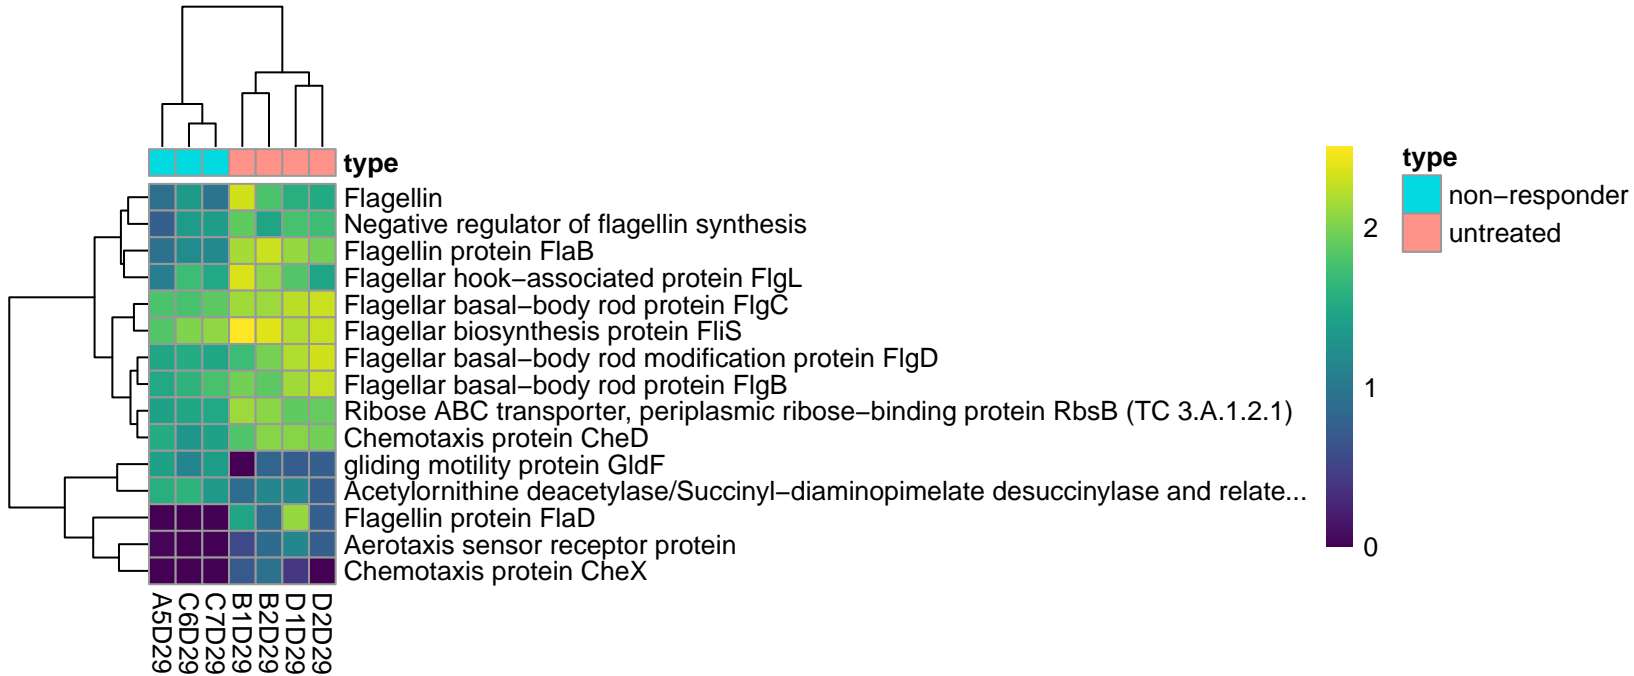 type
Flagellin
Negative regulator of flagellin synthesis
Flagellin protein FlaB
Flagellar hook−associated protein FlgL
Flagellar basal−body rod protein FlgC
Flagellar biosynthesis protein FliS
Flagellar basal−body rod modification protein FlgD
Flagellar basal−body rod protein FlgB
Ribose ABC transporter, periplasmic ribose−binding protein RbsB (TC 3.A.1.2.1)
Chemotaxis protein CheD
gliding motility protein GldF
Acetylornithine deacetylase/Succinyl−diaminopimelate desuccinylase and relate...
Flagellin protein FlaD
Aerotaxis sensor receptor protein
Chemotaxis protein CheX
A5D29
C6D29
C7D29
B1D29
B2D29
D1D29
D2D29
2
1
0
type
non−responder
untreated